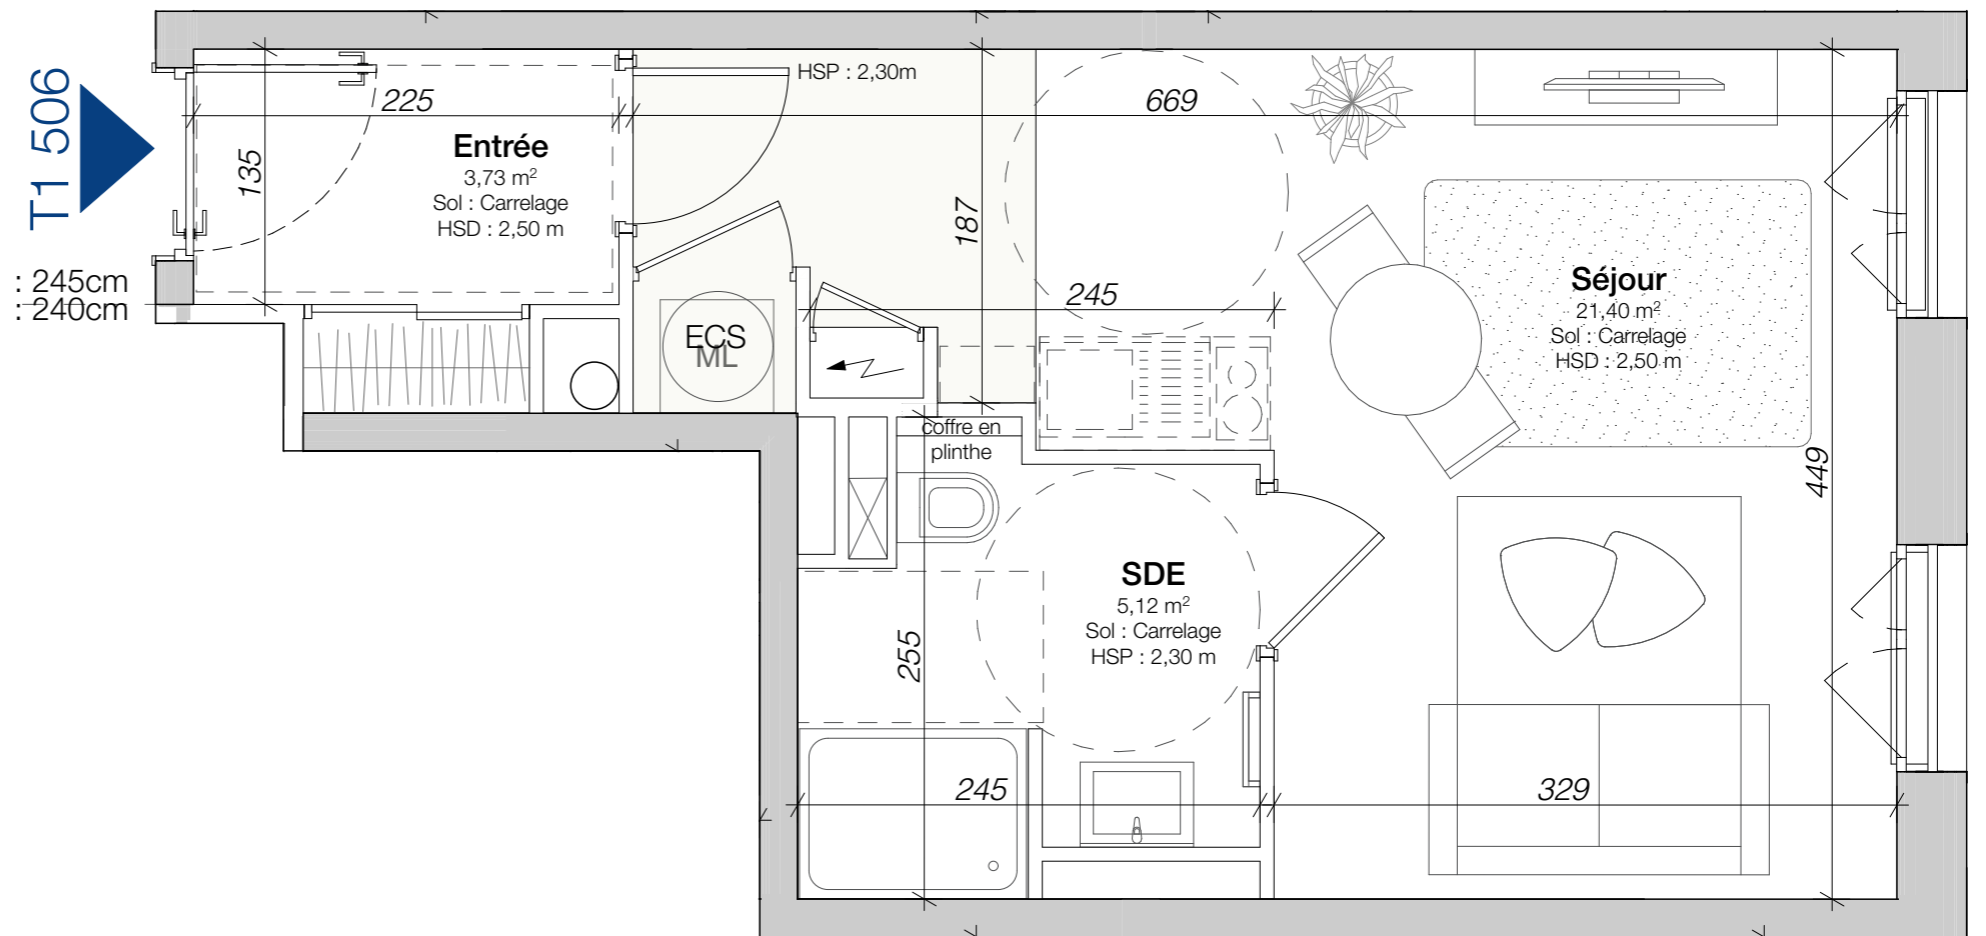 T1 506
: 245cm
: 240cm
225
135
Entrée
3,73 m²
Sol : Carrelage
HSD : 2,50 m
HSP : 2,30m
187
669
245
ECS
ML
coffre en
plinthe
Séjour
21,40 m²
Sol : Carrelage
HSD : 2,50 m
449
SDE
5,12 m²
Sol : Carrelage
HSP : 2,30 m
255
245
329